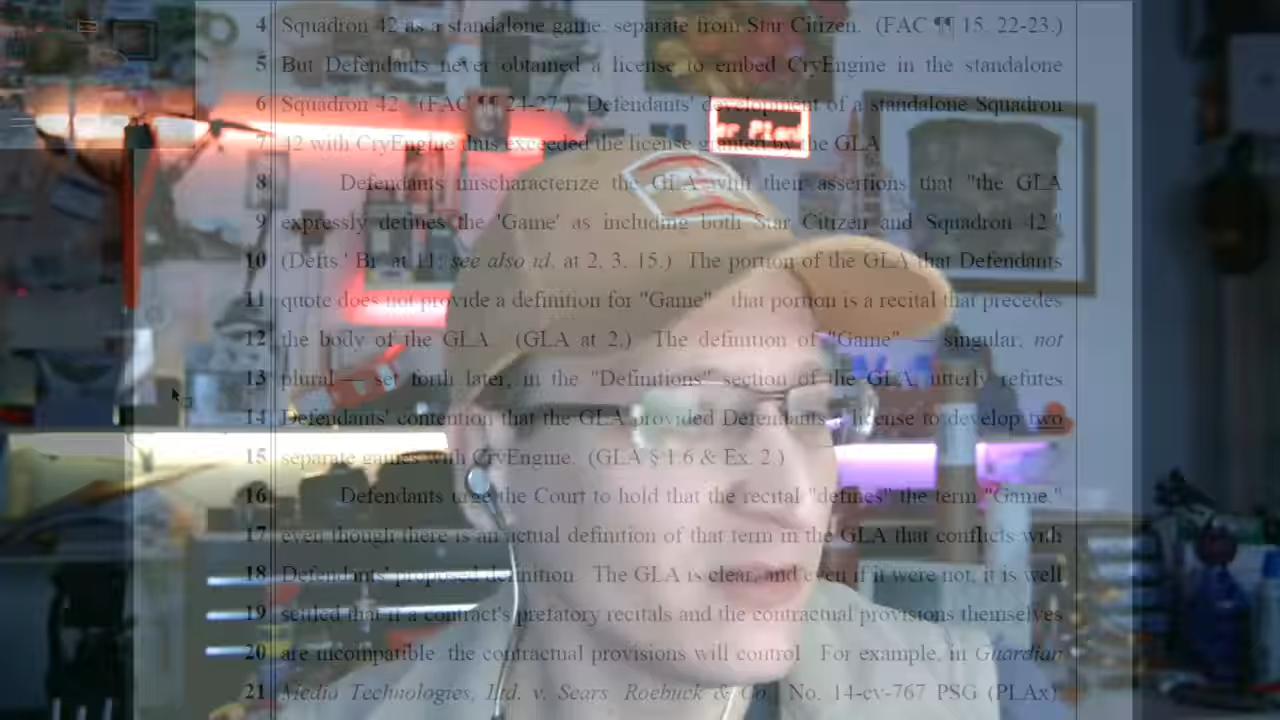 4 Squadron 42 as a standalone game, separate from Star Citizen. (FAC ¶¶ 15, 22-23.)
5 But Defendants never obtained a license to embed CryEngine in the standalone
6 Squadron 42. (FAC ¶¶ 24-27.) Defendants' development of a standalone Squadron
7 42 with CryEngine thus exceeded the license granted by the GLA.
8 Defendants mischaracterize the GLA with their assertions that "the GLA
9 expressly defines the 'Game' as including both Star Citizen and Squadron 42."
10 (Defts.' Br. at 11; see also id. at 2, 3, 15.) The portion of the GLA that Defendants
11 quote does not provide a definition for "Game"; that portion is a recital that precedes
12 the body of the GLA. (GLA at 2.) The definition of "Game" — singular, not
13 plural — set forth later, in the "Definitions" section of the GLA utterly refutes
14 Defendants' contention that the GLA provided Defendants a license to develop two
15 separate games with CryEngine. (GLA § 1.6 & Ex. 2.)
16 Defendants urge the Court to hold that the recital "defines" the term "Game,"
17 even though there is an actual definition of that term in the GLA that conflicts with
18 Defendants' proposed definition. The GLA is clear, and even if it were not, it is well
19 settled that if a contract's prefatory recitals and the contractual provisions themselves
20 are incompatible, the contractual provisions will control. For example, in Guardian
21 Media Technologies, Ltd. v. Sears, Roebuck & Co., No. 14-cv-767 PSG (PLAx)